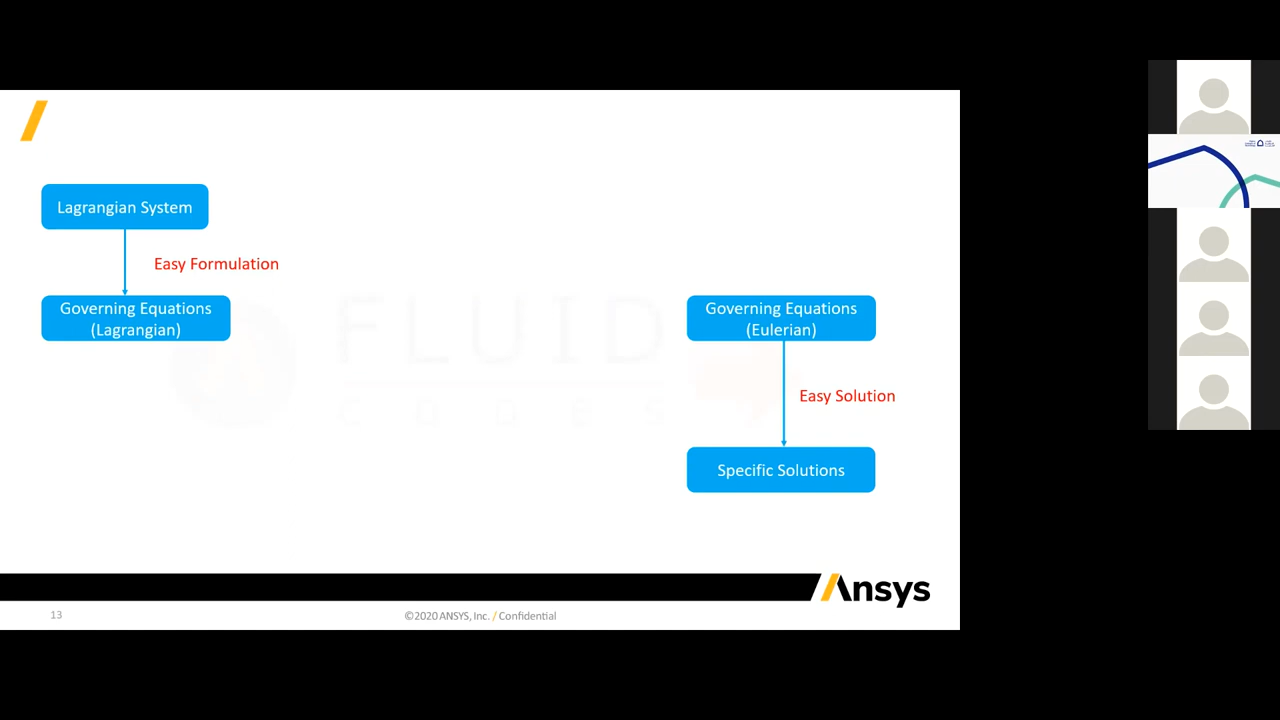 Lagrangian System
Easy Formulation
Governing Equations
(Lagrangian)
FLUID
Governing Equations
(Eulerian)
Easy Solution
Specific Solutions
Ansys
13
©2020 ANSYS, Inc. / Confidential